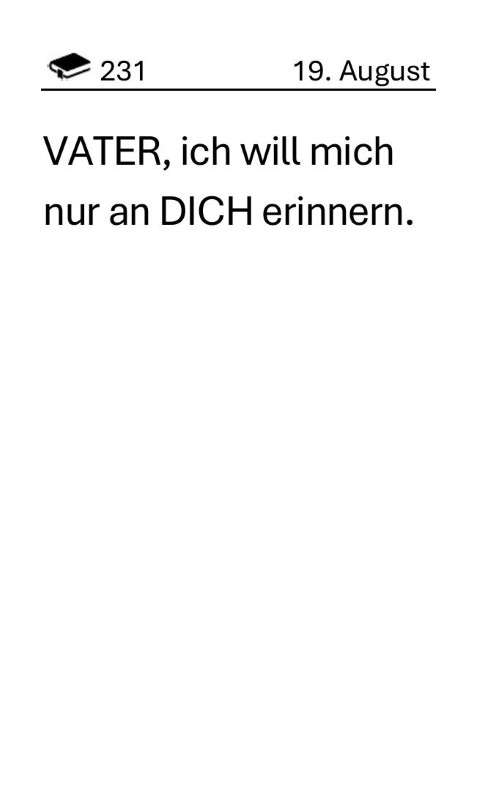 231 19. August
VATER, ich will mich
nur an DICH erinnern.